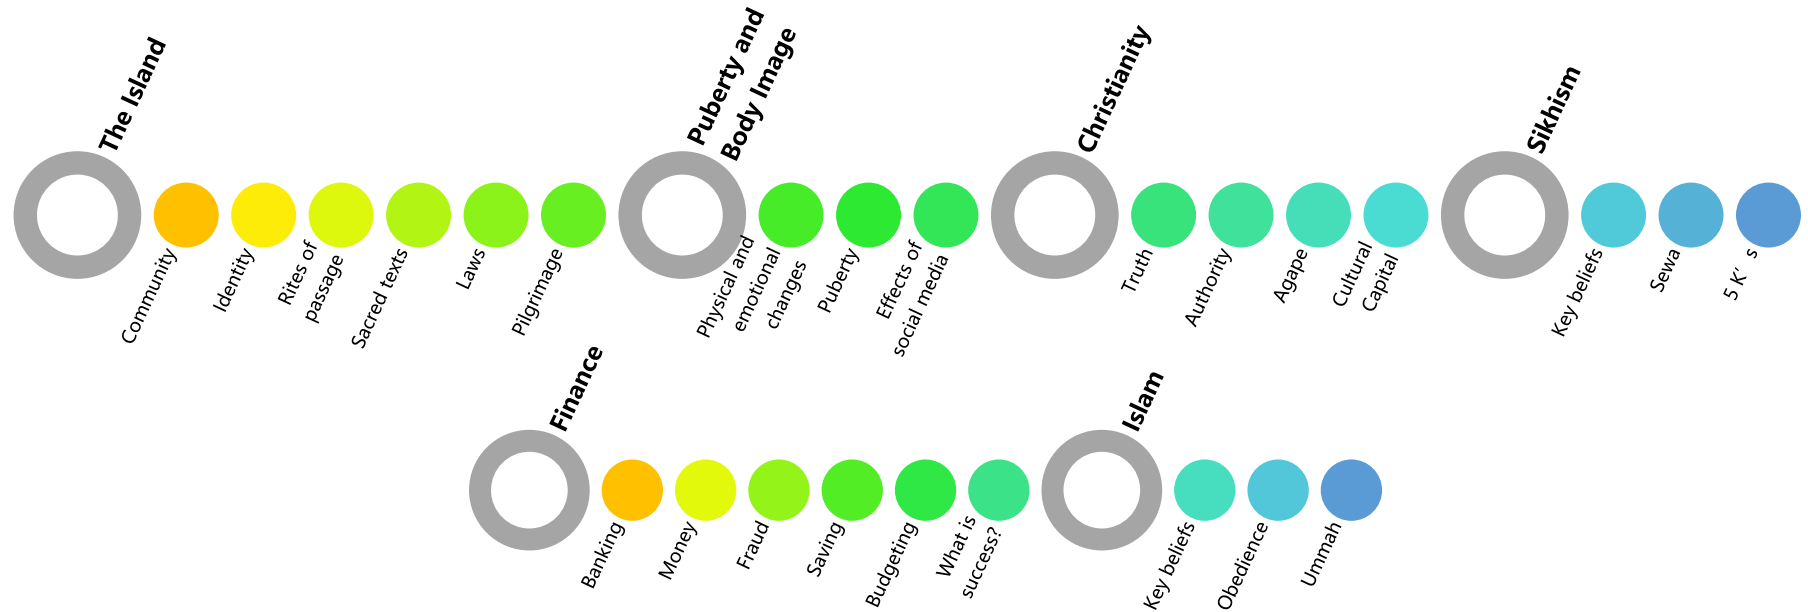 The Island
Community
Identity
Rites of
passage
Sacred texts
Laws
Pilgrimage
Puberty and
Body Image
Physical and
emotional
changes
Puberty
Effects of
social media
Christianity
Truth
Authority
Agape
Cultural
Capital
Sikhism
Key beliefs
Sewa
5 K’s
Finance
Banking
Money
Fraud
Saving
Budgeting
What is
success?
Islam
Key beliefs
Obedience
Ummah